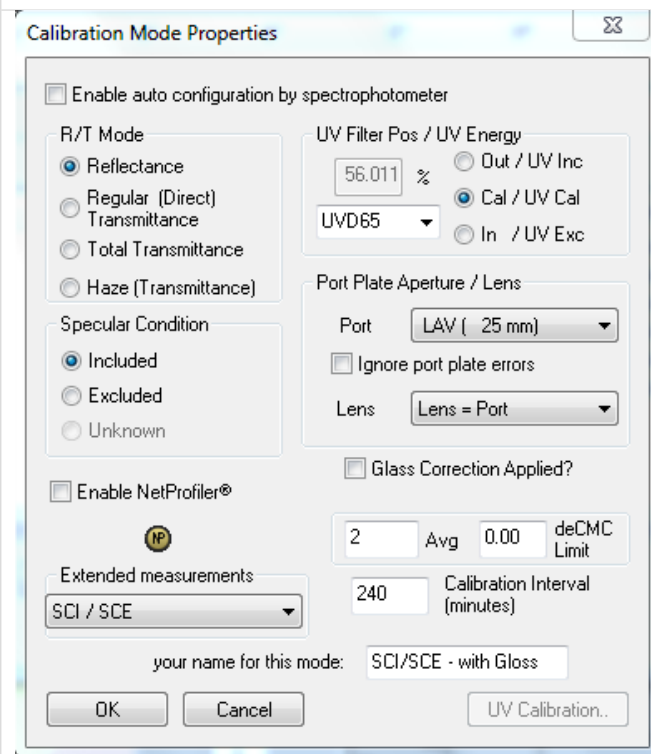 Calibration Mode Properties
Enable auto configuration by spectrophotometer
R/T Mode
Reflectance
Regular (Direct)
Transmittance
Total Transmittance
Haze (Transmittance)
UV Filter Pos / UV Energy
56.011 %
UVD65
Out / UV Inc
Cal / UV Cal
In / UV Exc
Specular Condition
Included
Excluded
Unknown
Port Plate Aperture / Lens
Port LAV ( 25 mm)
Ignore port plate errors
Lens Lens = Port
Glass Correction Applied?
Enable NetProfiler®
NP
2 Avg 0.00 deCMC
Limit
Extended measurements
SCI / SCE
240 Calibration Interval
(minutes)
your name for this mode: SCI/SCE - with Gloss
OK Cancel UV Calibration..